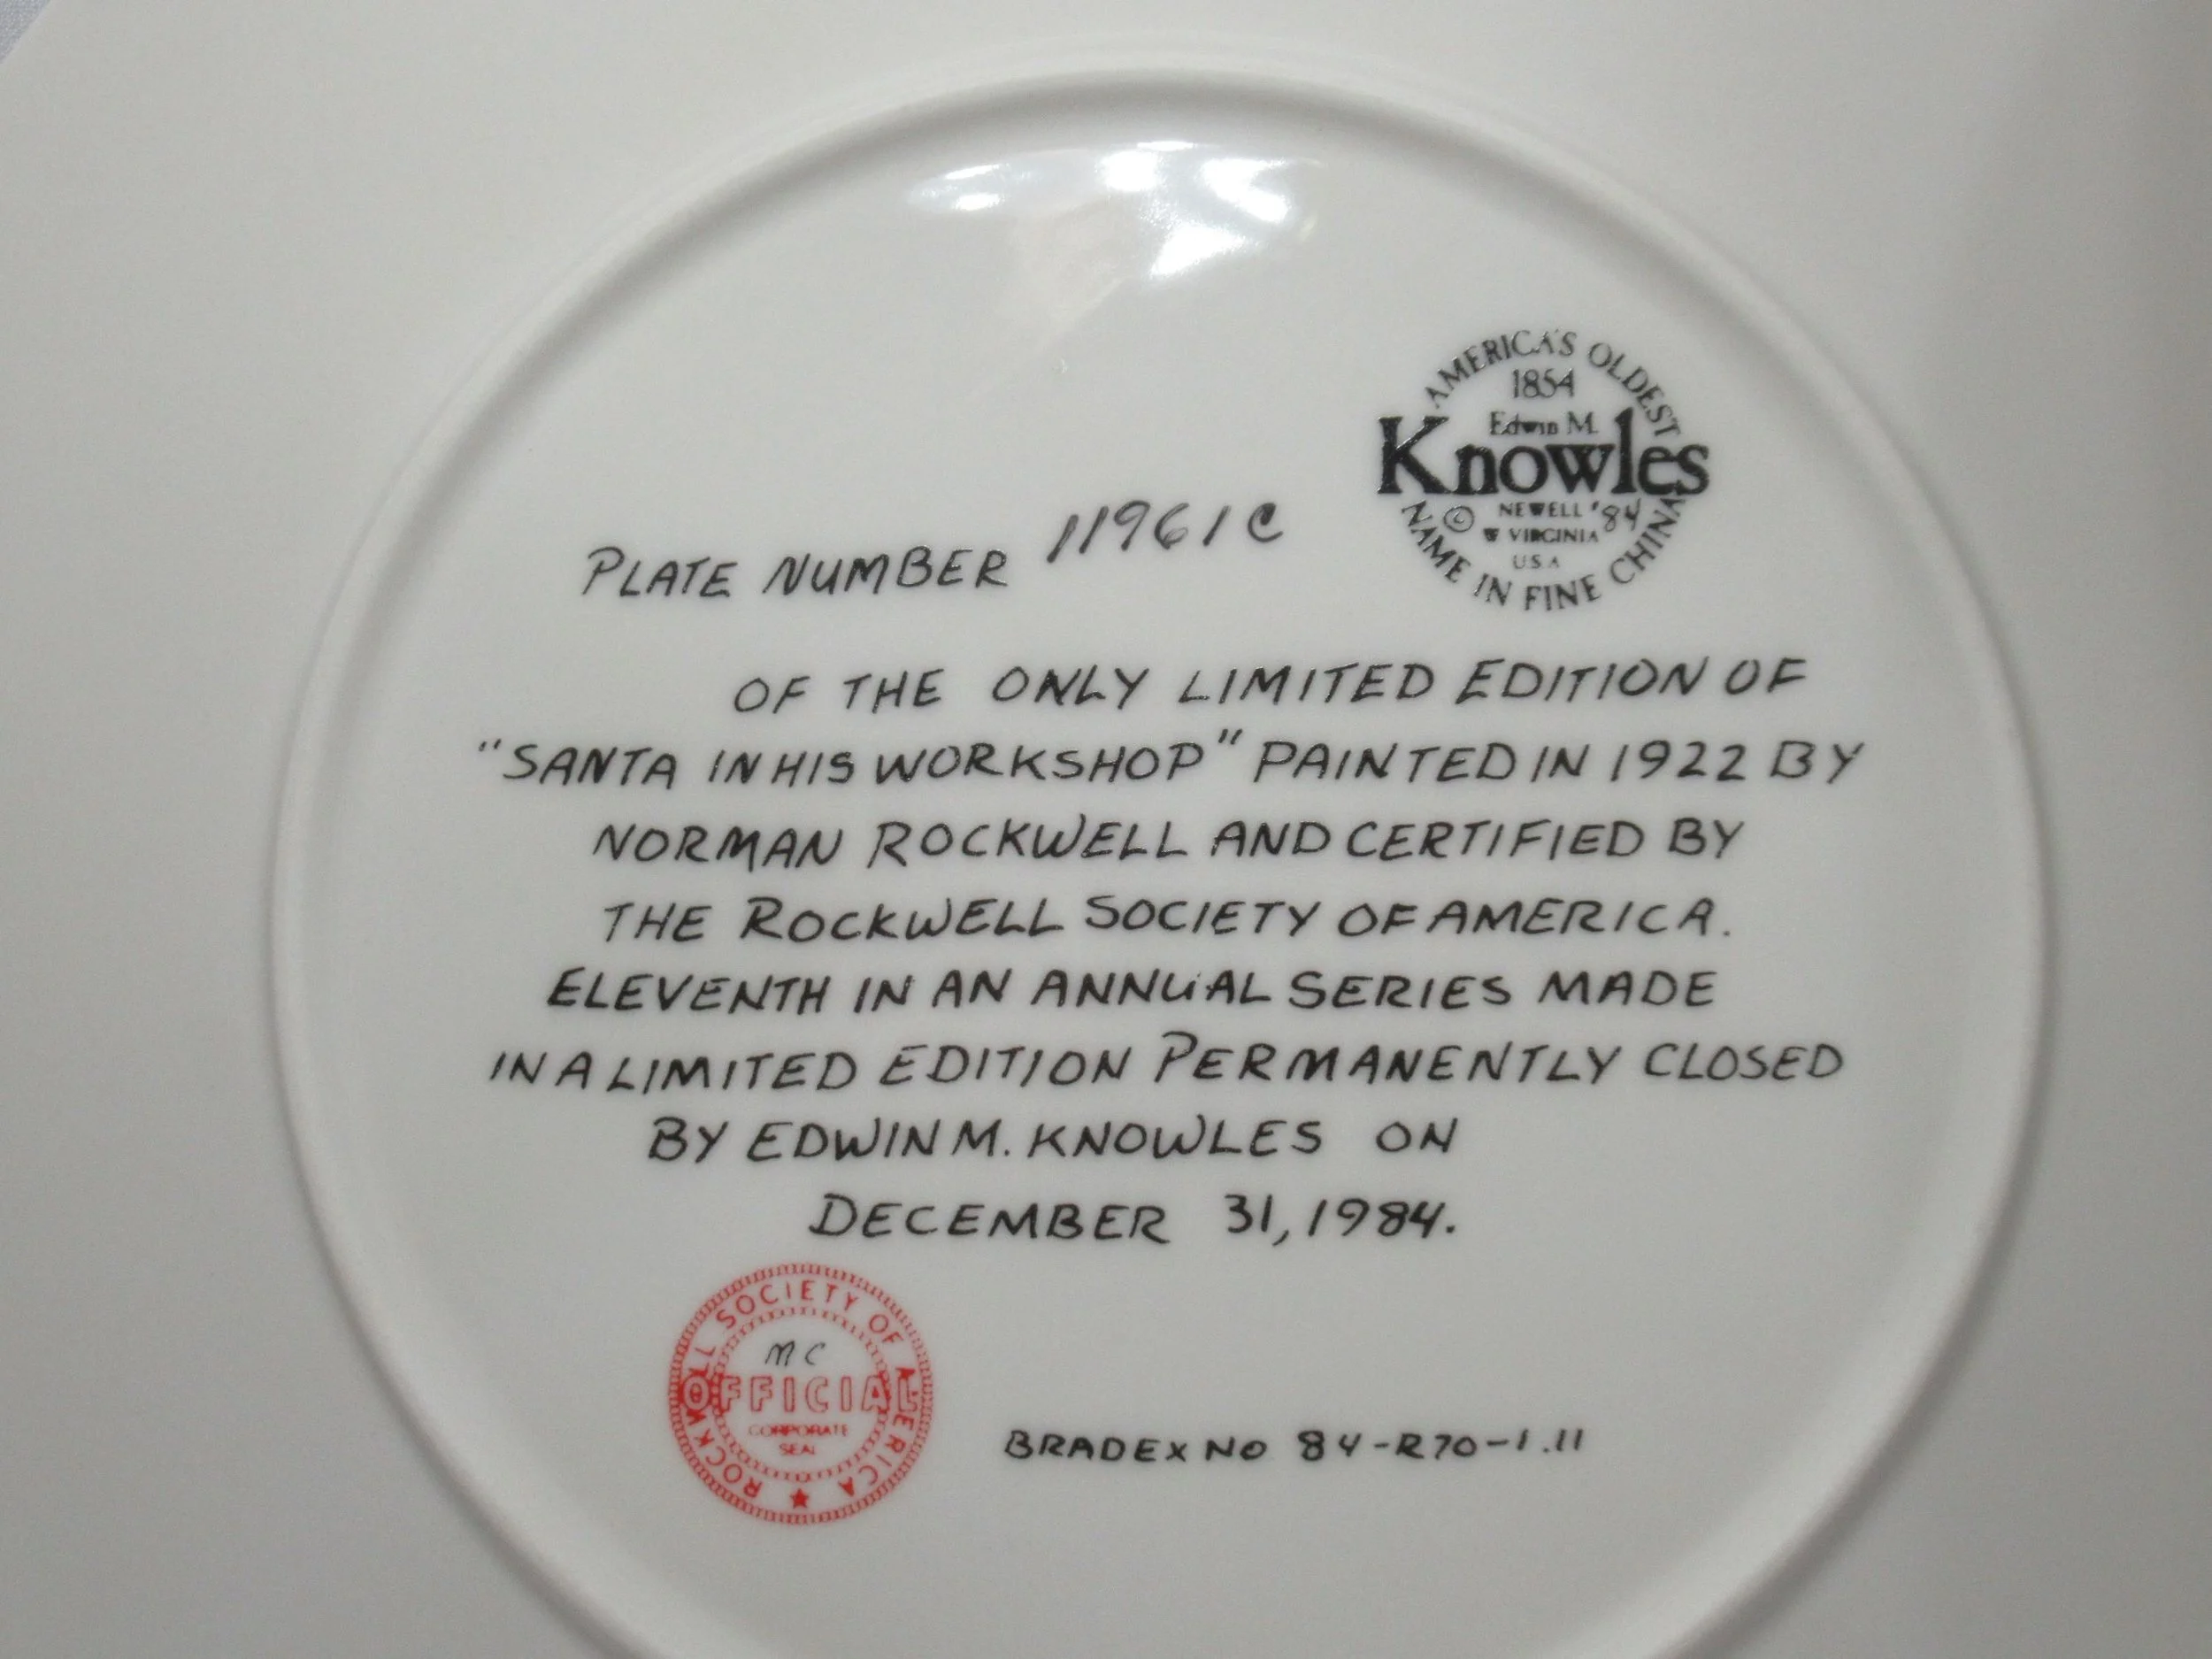 AMERICA'S OLDEST
1854
Edwin M.
Knowles
© NEWELL '84
W VIRGINIA
U.S.A
NAME IN FINE CHINA
PLATE NUMBER 11961C
OF THE ONLY LIMITED EDITION OF
"SANTA IN HIS WORKSHOP" PAINTED IN 1922 BY
NORMAN ROCKWELL AND CERTIFIED BY
THE ROCKWELL SOCIETY OF AMERICA.
ELEVENTH IN AN ANNUAL SERIES MADE
IN A LIMITED EDITION PERMANENTLY CLOSED
BY EDWIN M. KNOWLES ON
DECEMBER 31, 1984.
ROCKWELL SOCIETY OF AMERICA
MC
OFFICIAL
CORPORATE
SEAL
BRADEX NO 84-R70-1.11